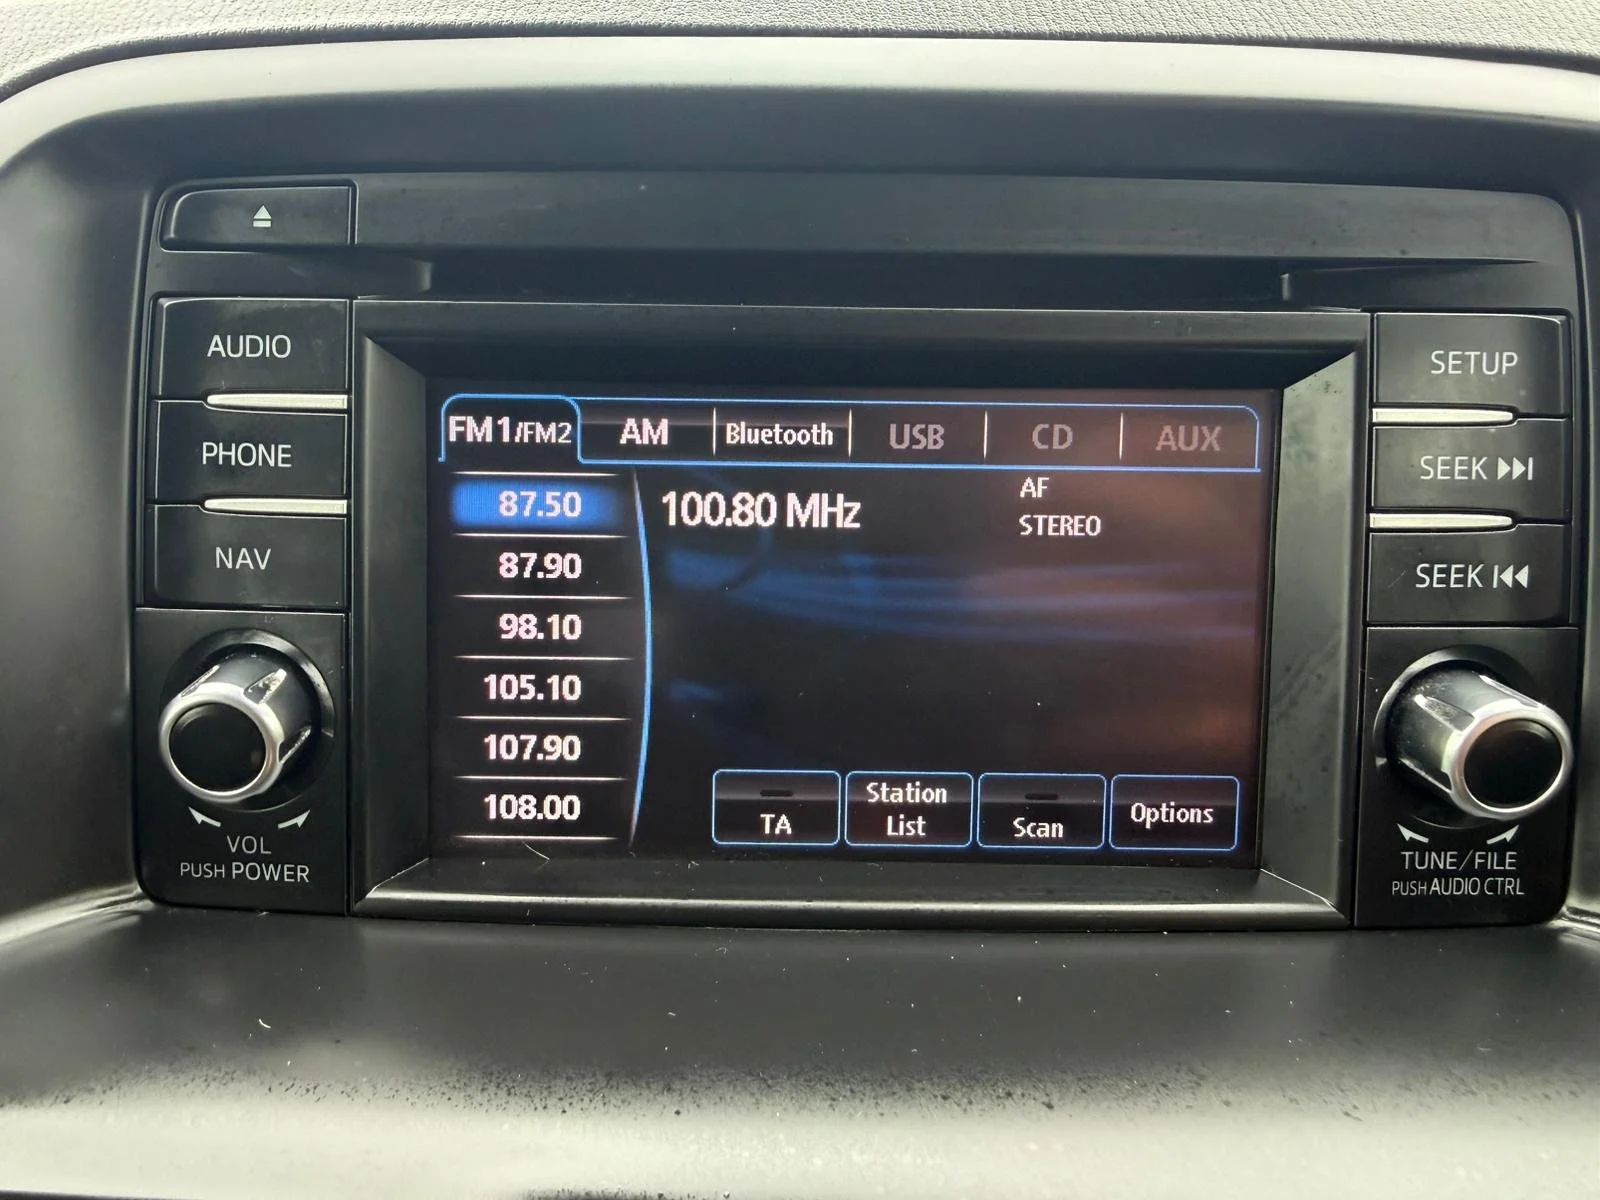 AUDIO
PHONE
NAV
VOL
PUSH POWER
FM1/FM2 AM Bluetooth USB CD AUX
87.50
87.90
98.10
105.10
107.90
108.00
100.80 MHz
AF
STEREO
TA
Station
List
Scan
Options
SETUP
SEEK
SEEK
TUNE/FILE
PUSH AUDIO CTRL